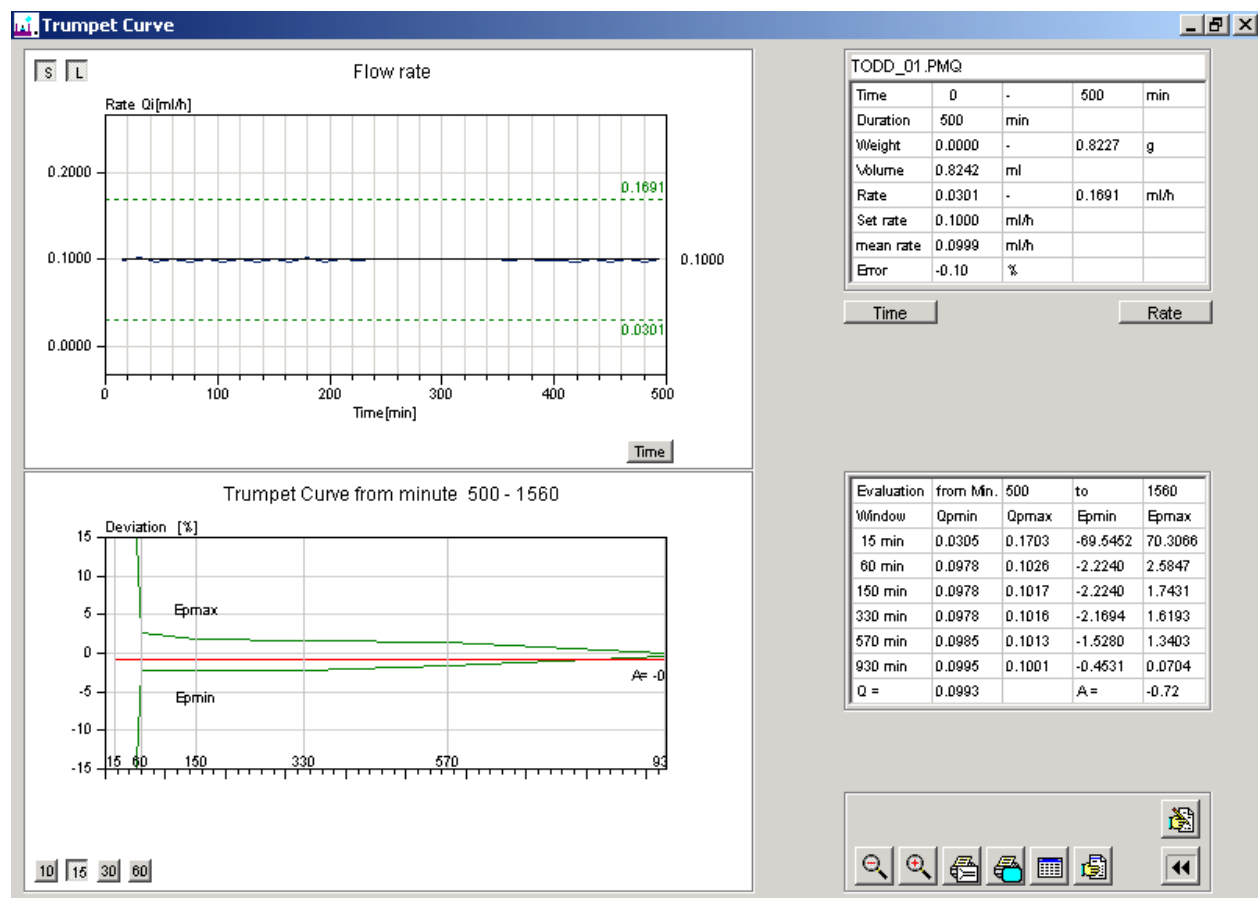 Trumpet Curve
S L
Flow rate
Rate Qi[ml/h]
0.2000
0.1691
0.1000
0.1000
0.0301
0.0000
0 100 200 300 400 500
Time[min]
Time
TODD_01.PMQ
Time 0 - 500 min
Duration 500 min
Weight 0.0000 - 0.8227 g
Volume 0.8242 ml
Rate 0.0301 - 0.1691 ml/h
Set rate 0.1000 ml/h
mean rate 0.0999 ml/h
Error -0.10 %
Time Rate
Trumpet Curve from minute 500 - 1560
Deviation [%]
15
10
Epmax
5
0
A= -0
-5
Epmin
-10
-15
15 60 150 330 570 93
10 15 30 60
Evaluation from Min. 500 to 1560
Window Qpmin Qpmax Epmin Epmax
15 min 0.0305 0.1703 -69.5452 70.3066
60 min 0.0978 0.1026 -2.2240 2.5847
150 min 0.0978 0.1017 -2.2240 1.7431
330 min 0.0978 0.1016 -2.1694 1.6193
570 min 0.0985 0.1013 -1.5280 1.3403
930 min 0.0995 0.1001 -0.4531 0.0704
Q = 0.0993 A = -0.72